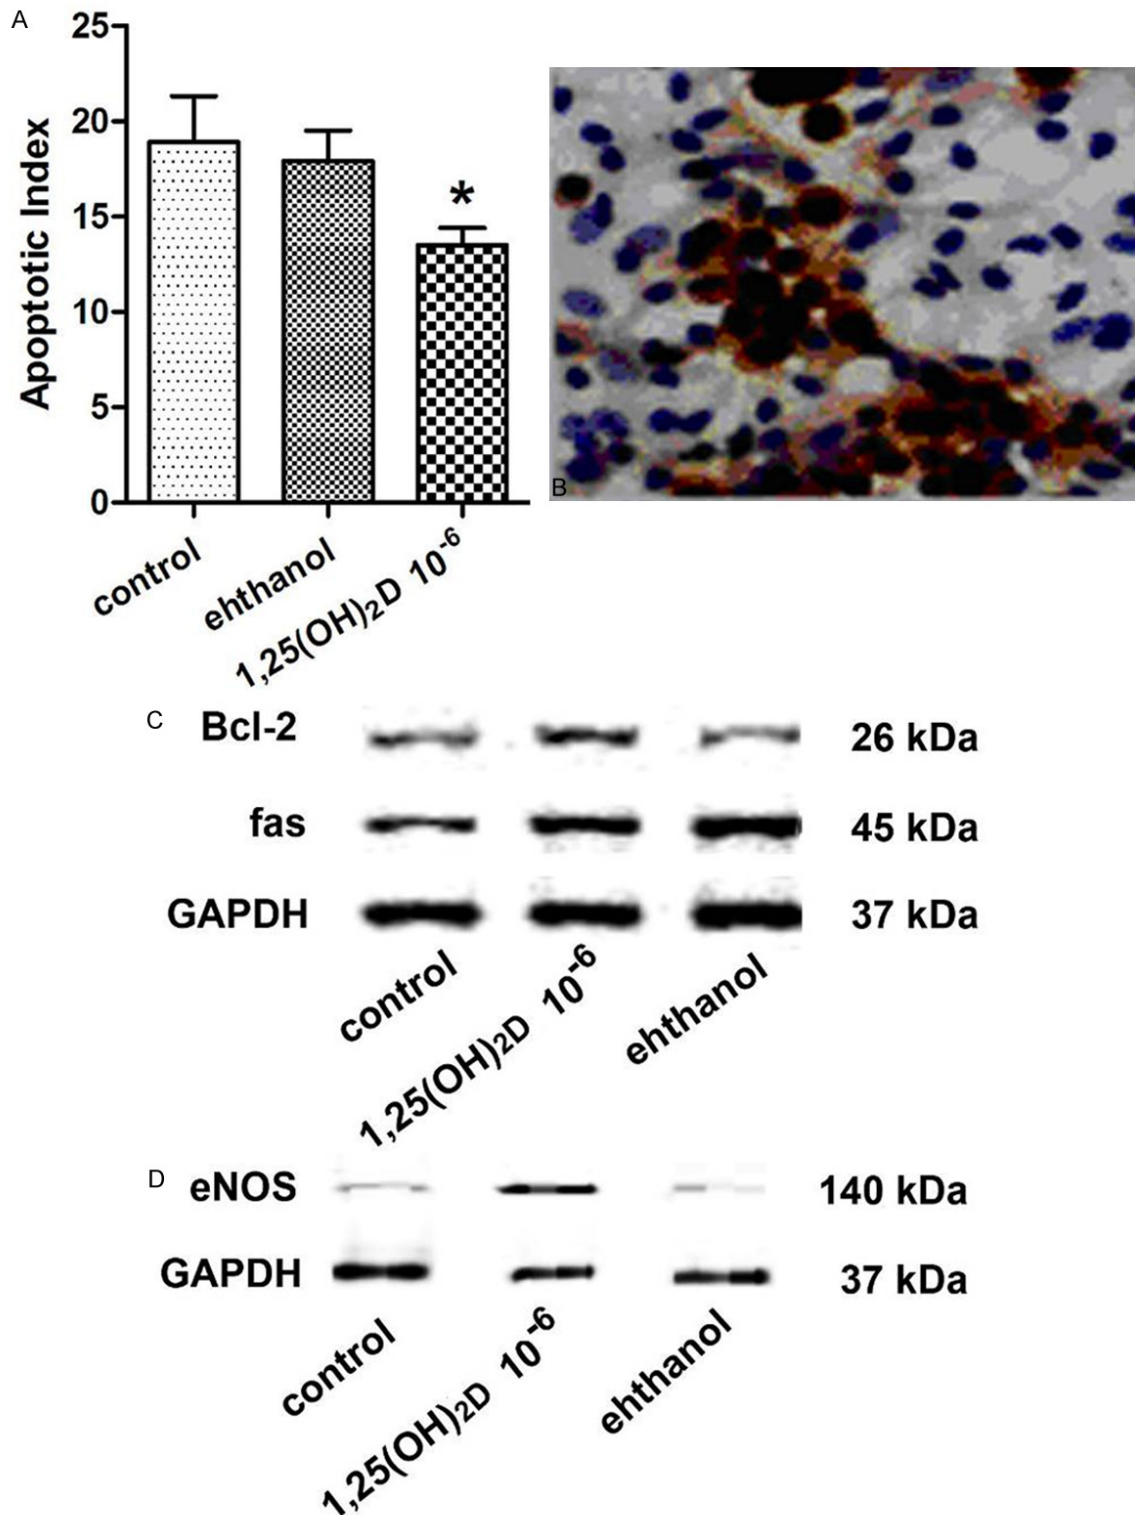 A
25
20
15
10
5
0
Apoptotic Index
*
control
ehthanol
1,25(OH)₂D 10⁻⁶
B
C
Bcl-2
26 kDa
fas
45 kDa
GAPDH
37 kDa
control
1,25(OH)₂D 10⁻⁶
ehthanol
D
eNOS
140 kDa
GAPDH
37 kDa
control
1,25(OH)₂D 10⁻⁶
ehthanol